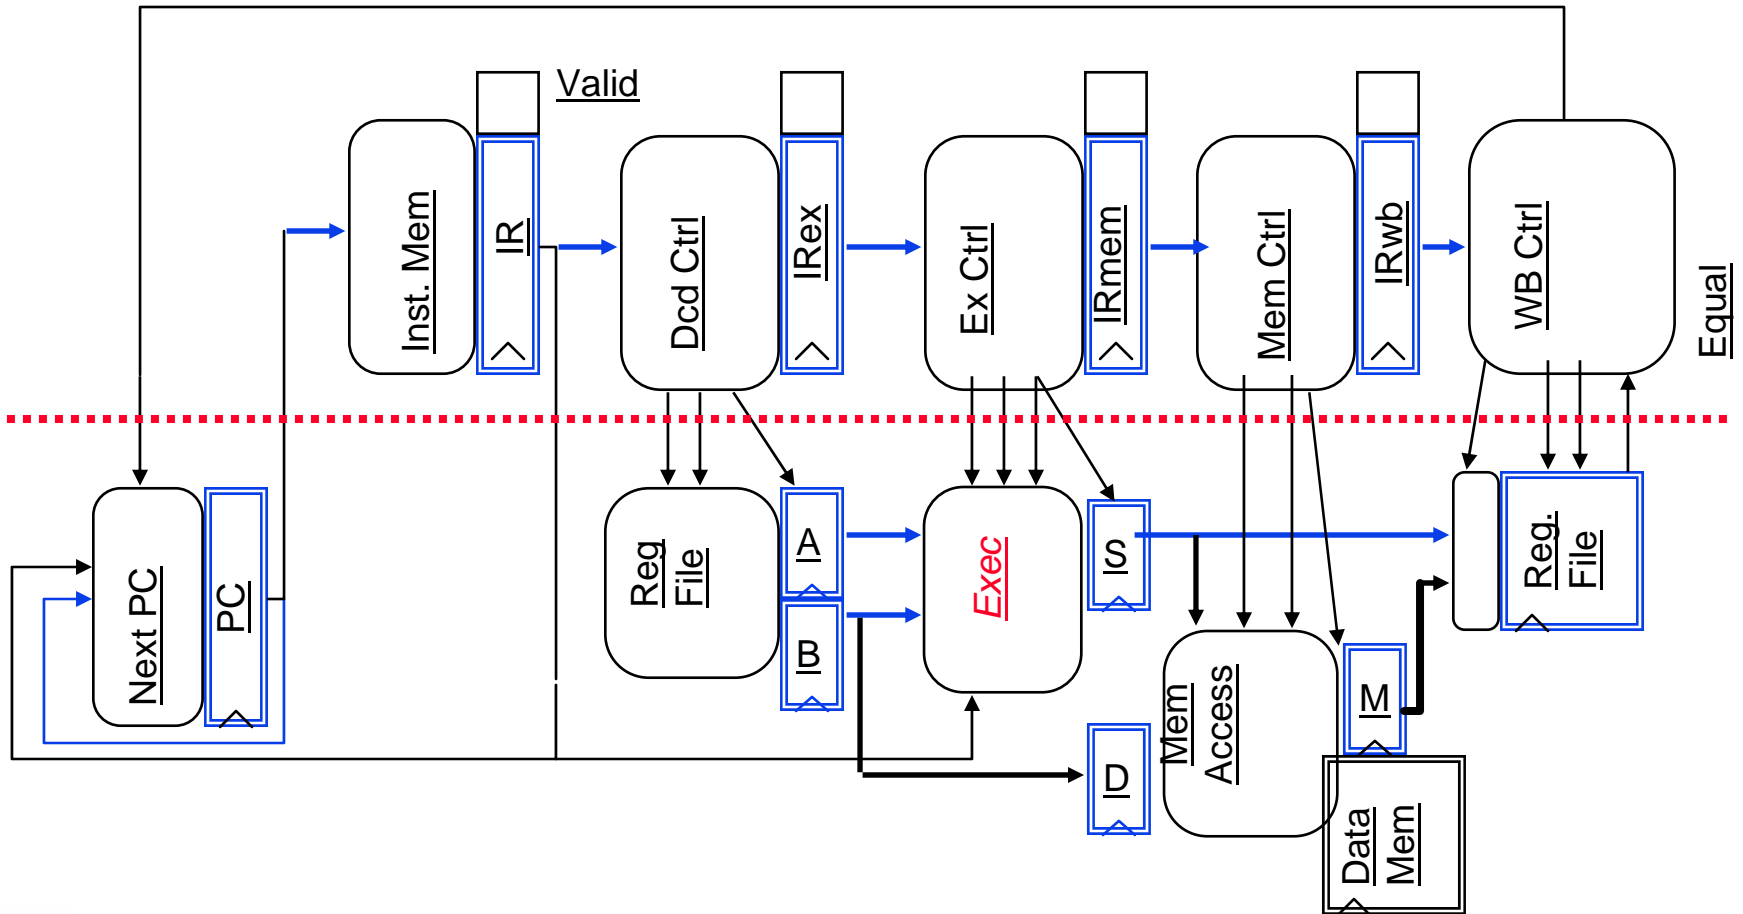 Valid
Inst. Mem
IR
Dcd Ctrl
IRex
Ex Ctrl
IRmem
Mem Ctrl
IRwb
WB Ctrl
Equal
Next PC
PC
Reg
File
A
B
Exec
S
D
Mem
Access
M
Data
Mem
Reg.
File